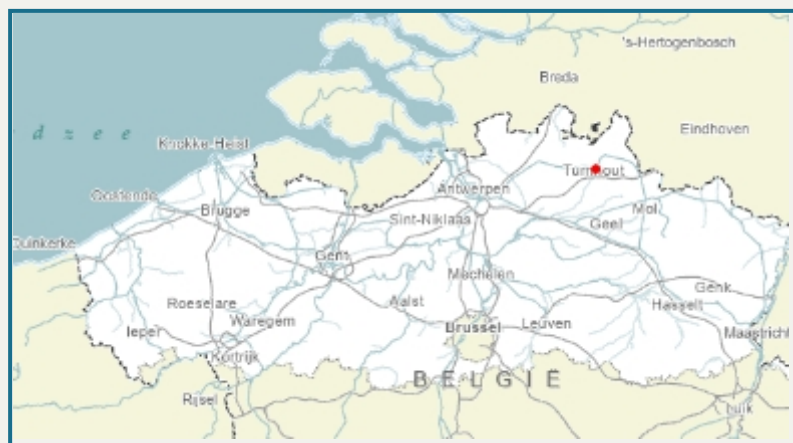 's-Hertogenbosch
Breda
d z e e
Eindhoven
Knokke-Heist
Turnhout
Oostende
Antwerpen
Brugge
Mol
Sint-Niklaas
Geel
Duinkerke
Gent
Mechelen
Genk
Roeselare
Aalst
Hasselt
Waregem
Brussel
Leuven
Ieper
Maastricht
Kortrijk
BELGIË
Rijsel
Luik